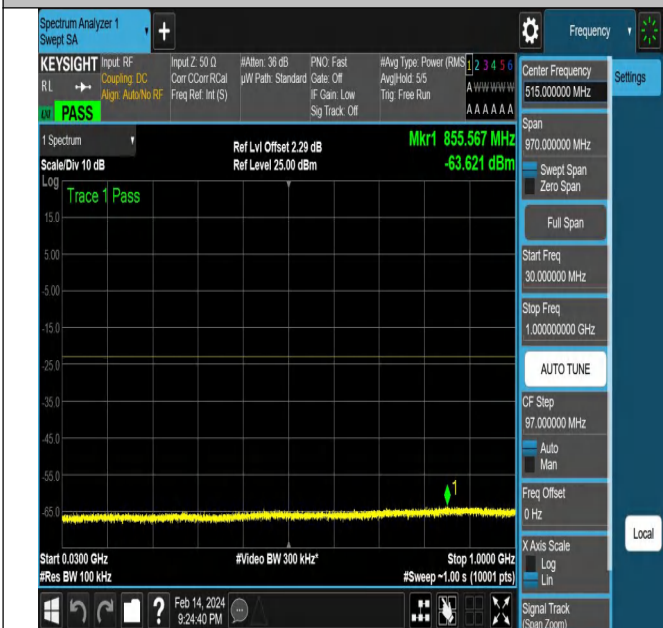 Spectrum Analyzer 1
Swept SA
+
Frequency
KEYSIGHT
RL
LNI PASS
Input: RF
Coupling: DC
Align: Auto/No RF
Input Z: 50 Ω
Corr CCorr RCal
Freq Ref: Int (S)
#Atten: 36 dB
µW Path: Standard
PNO: Fast
Gate: Off
IF Gain: Low
Sig Track: Off
#Avg Type: Power (RMS
Avg|Hold: 5/5
Trig: Free Run
1 2 3 4 5 6
A W W W W W
A A A A A A
1 Spectrum
Scale/Div 10 dB
Ref Lvl Offset 2.29 dB
Ref Level 25.00 dBm
Mkr1 855.567 MHz
-63.621 dBm
Log
Trace 1 Pass
15.0
5.00
-5.00
-15.0
-25.0
-35.0
-45.0
-55.0
-65.0
1
Start 0.0300 GHz
#Res BW 100 kHz
#Video BW 300 kHz*
Stop 1.0000 GHz
#Sweep ~1.00 s (10001 pts)
Feb 14, 2024
9:24:40 PM
Center Frequency
515.000000 MHz
Span
970.000000 MHz
Swept Span
Zero Span
Full Span
Start Freq
30.000000 MHz
Stop Freq
1.000000000 GHz
AUTO TUNE
CF Step
97.000000 MHz
Auto
Man
Freq Offset
0 Hz
X Axis Scale
Log
Lin
Signal Track
(Span Zoom)
Settings
Local